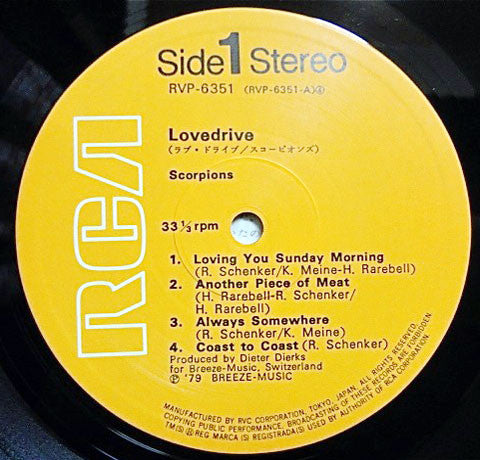 Side 1 Stereo
RVP-6351 (RVP-6351-A)④
RCA
Lovedrive
(ラブ・ドライブ/スコーピオンズ)
Scorpions
33⅓ rpm
1. Loving You Sunday Morning
(R. Schenker/K. Meine-H. Rarebell)
2. Another Piece of Meat
(H. Rarebell-R. Schenker/
H. Rarebell)
3. Always Somewhere
(R. Schenker/K. Meine)
4. Coast to Coast (R. Schenker)
Produced by Dieter Dierks
for Breeze-Music, Switzerland
℗ '79 BREEZE-MUSIC
MANUFACTURED BY RVC CORPORATION, TOKYO, JAPAN. ALL RIGHTS RESERVED.
COPYING PUBLIC PERFORMANCE, BROADCASTING OF THESE RECORDS ARE FORBIDDEN.
TM(S) ® REG MARCA(S) REGISTRADA(S) USED BY AUTHORITY OF RCA CORPORATION.